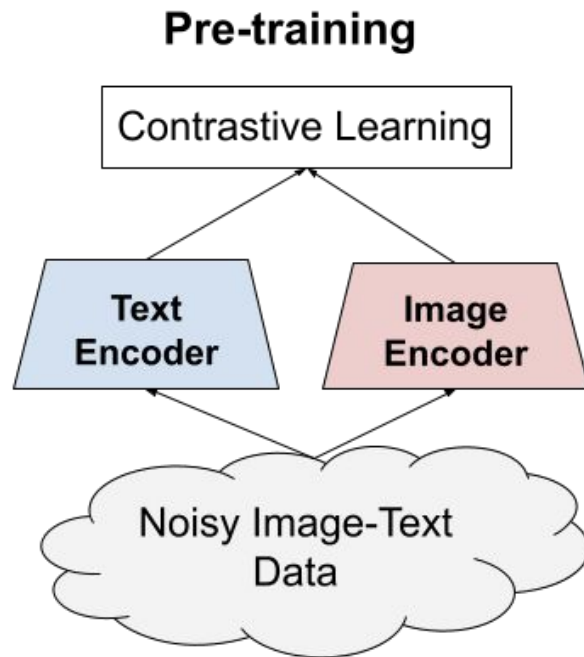 Pre-training
Contrastive Learning
Text
Encoder
Image
Encoder
Noisy Image-Text
Data